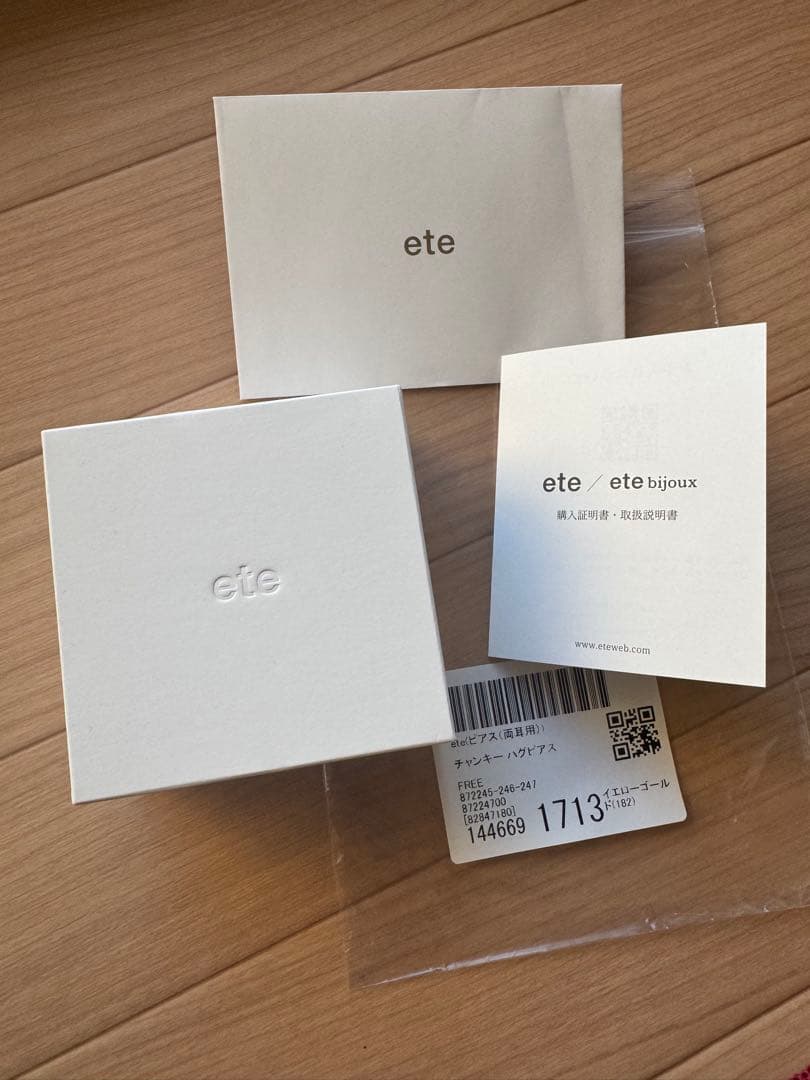 ete
ete / ete bijoux
購入証明書・取扱説明書
www.eteweb.com
ete
ete(ピアス(両耳用))
チャンキー ハグピアス
FREE
872245-246-247
87224700
[82847180]
144669 1713 イエローゴール
ド(182)